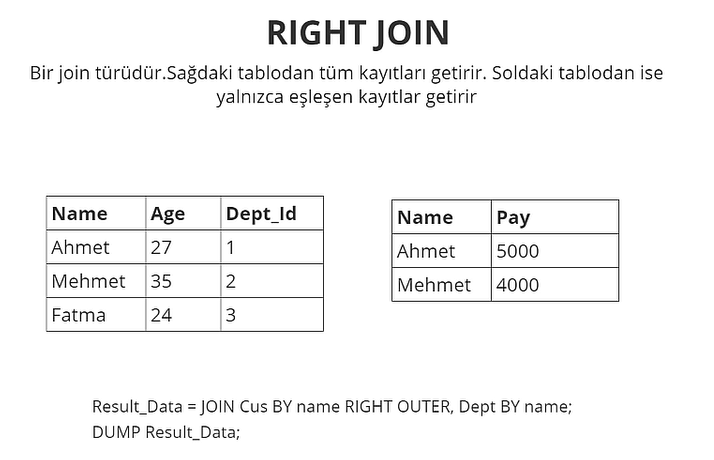 RIGHT JOIN
Bir join türüdür.Sağdaki tablodan tüm kayıtları getirir. Soldaki tablodan ise
yalnızca eşleşen kayıtlar getirir
Name Age Dept_Id
Ahmet 27 1
Mehmet 35 2
Fatma 24 3
Name Pay
Ahmet 5000
Mehmet 4000
Result_Data = JOIN Cus BY name RIGHT OUTER, Dept BY name;
DUMP Result_Data;